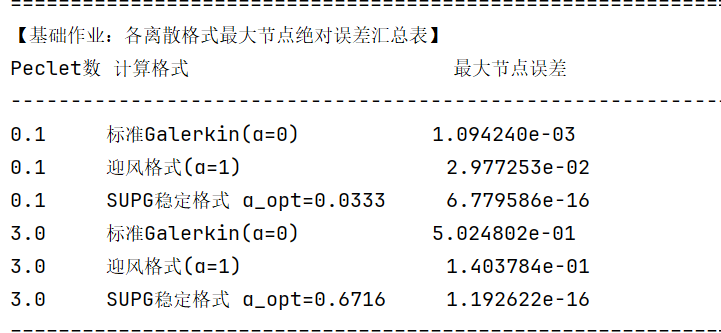 【基础作业：各离散格式最大节点绝对误差汇总表】
Peclet数 计算格式 最大节点误差
0.1 标准Galerkin(α=0) 1.094240e-03
0.1 迎风格式(α=1) 2.977253e-02
0.1 SUPG稳定格式 α_opt=0.0333 6.779586e-16
3.0 标准Galerkin(α=0) 5.024802e-01
3.0 迎风格式(α=1) 1.403784e-01
3.0 SUPG稳定格式 α_opt=0.6716 1.192622e-16